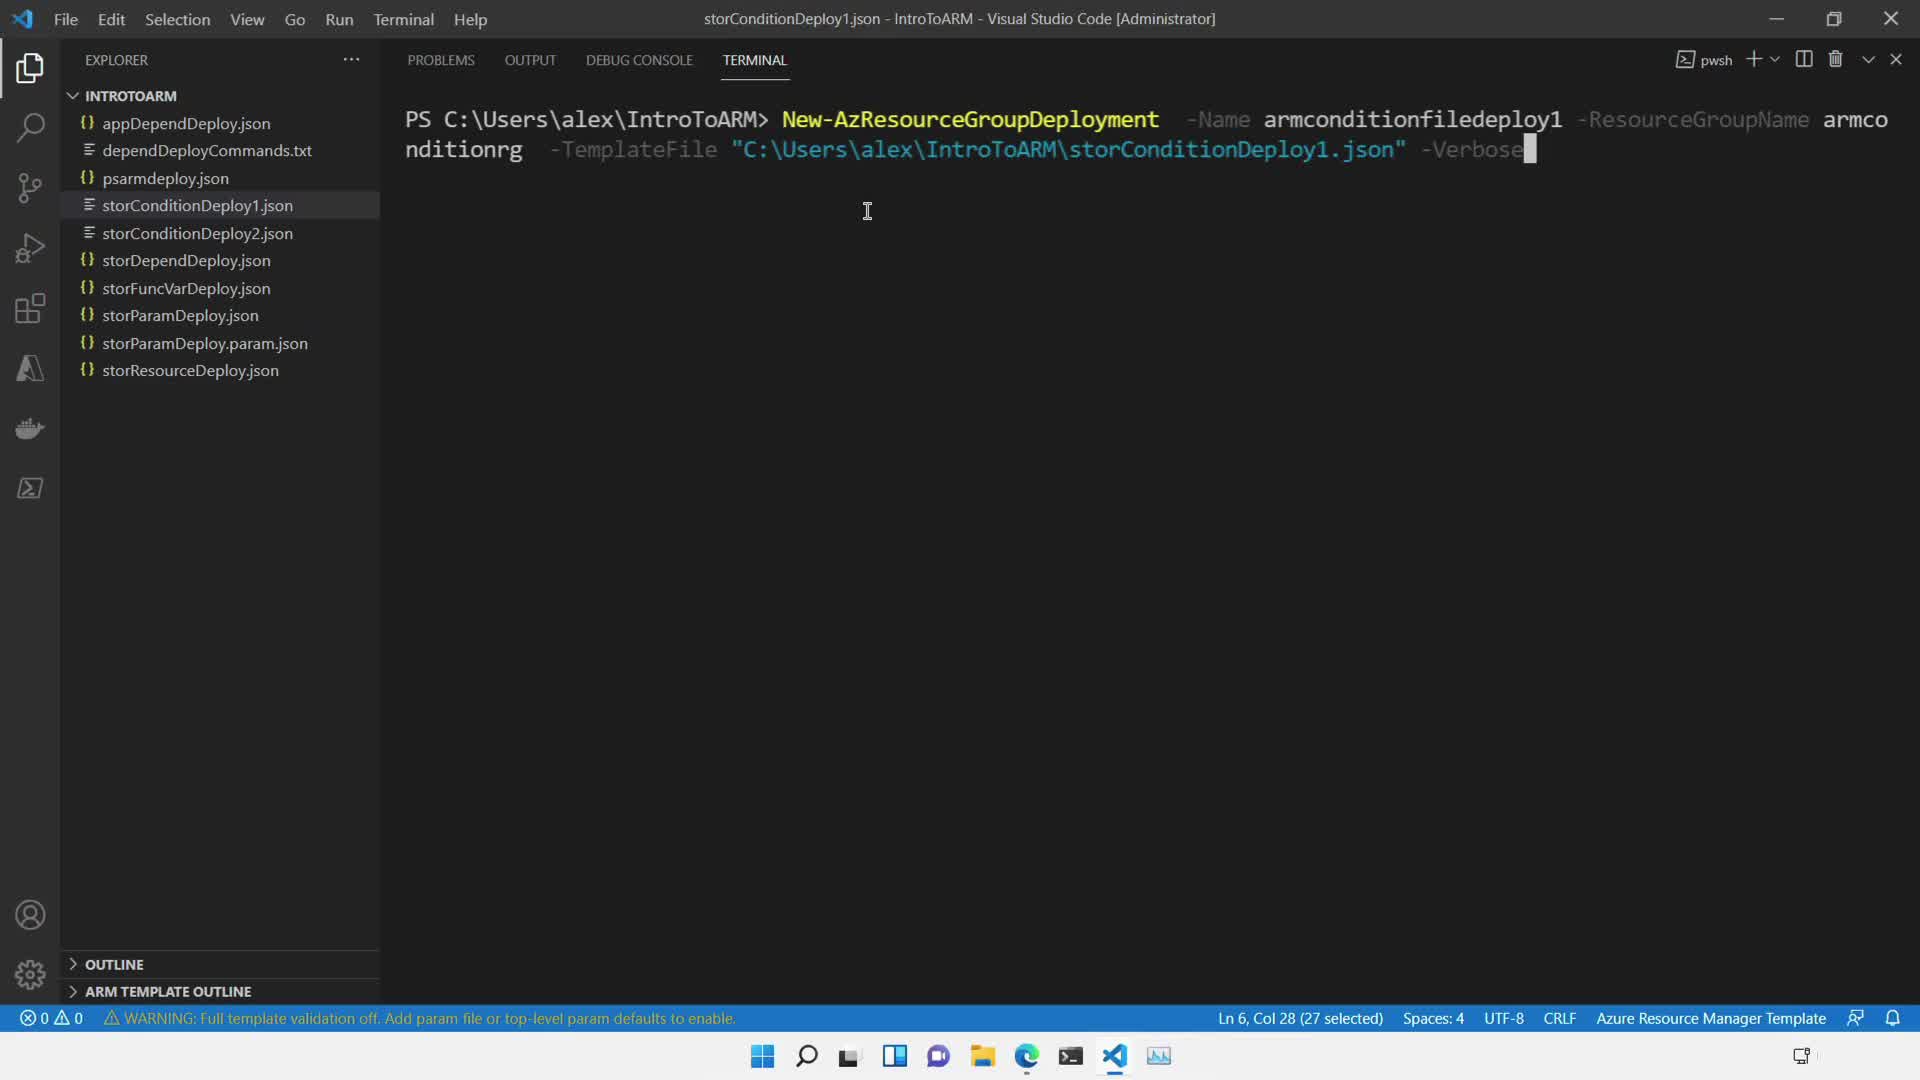 File Edit Selection View Go Run Terminal Help
storConditionDeploy1.json - IntroToARM - Visual Studio Code [Administrator]
EXPLORER
INTROTOARM
appDependDeploy.json
dependDeployCommands.txt
psarmdeploy.json
storConditionDeploy1.json
storConditionDeploy2.json
storDependDeploy.json
storFuncVarDeploy.json
storParamDeploy.json
storParamDeploy.param.json
storResourceDeploy.json
OUTLINE
ARM TEMPLATE OUTLINE
PROBLEMS OUTPUT DEBUG CONSOLE TERMINAL
pwsh
PS C:\Users\alex\IntroToARM> New-AzResourceGroupDeployment  -Name armconditionfiledeploy1 -ResourceGroupName armco
nditionrg  -TemplateFile "C:\Users\alex\IntroToARM\storConditionDeploy1.json" -Verbose
0 0 WARNING: Full template validation off. Add param file or top-level param defaults to enable.
Ln 6, Col 28 (27 selected) Spaces: 4 UTF-8 CRLF Azure Resource Manager Template